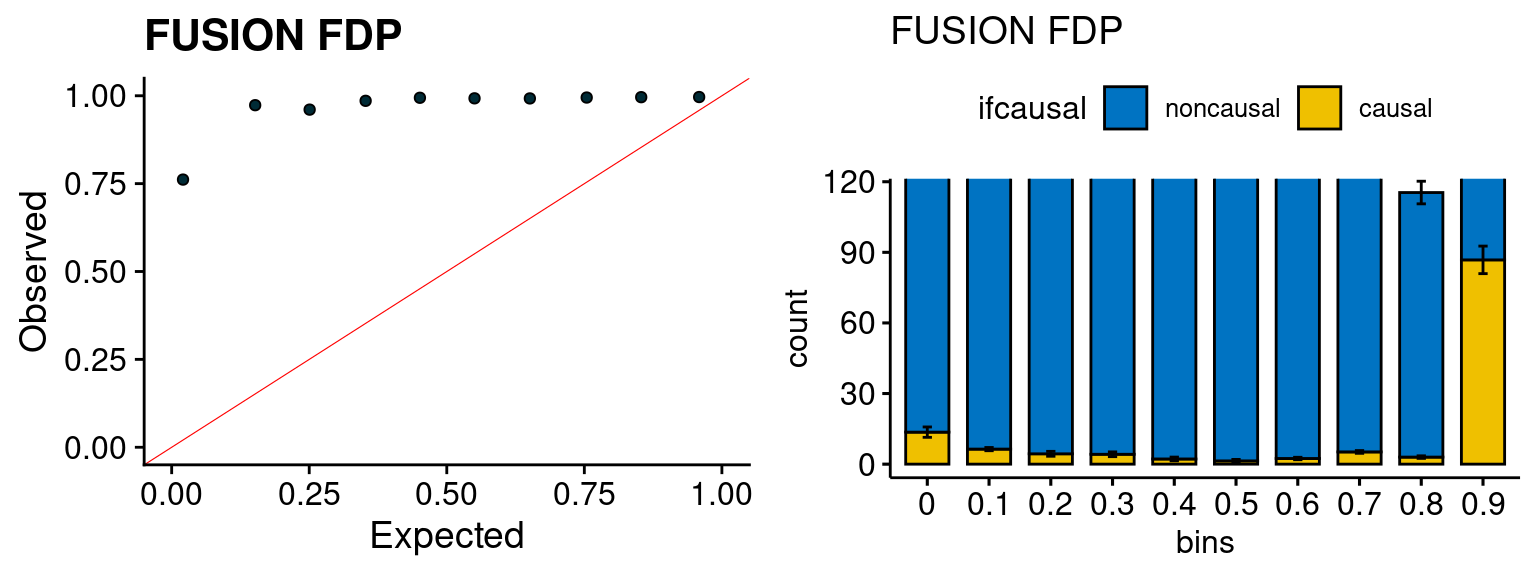 FUSION FDP
Observed
1.00
0.75
0.50
0.25
0.00
0.00 0.25 0.50 0.75 1.00
Expected
FUSION FDP
ifcausal noncausal causal
count
120
90
60
30
0
0 0.1 0.2 0.3 0.4 0.5 0.6 0.7 0.8 0.9
bins